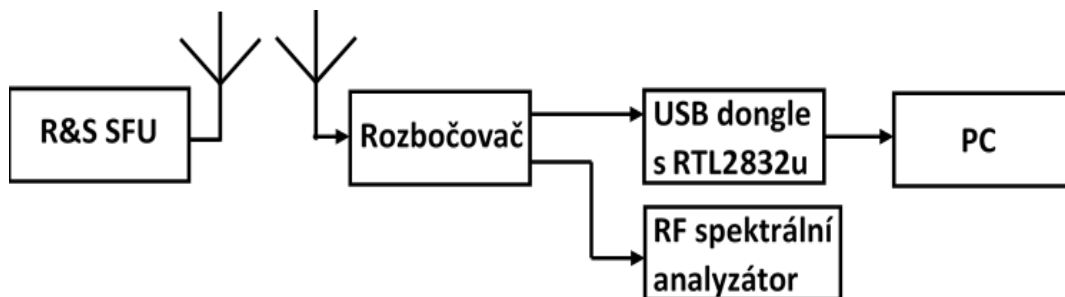 R&S SFU
Rozbočovač
USB dongle
s RTL2832u
PC
RF spektrální
analyzátor